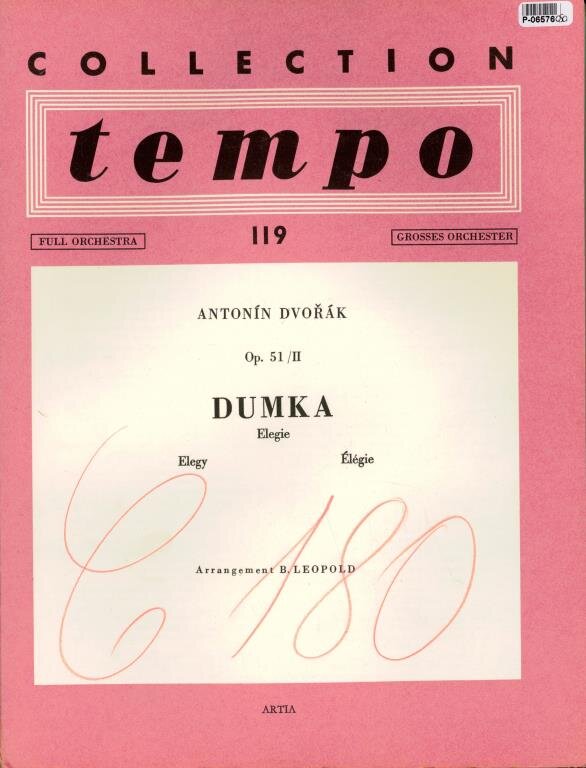 P-06576
COLLECTION
tempo
119
FULL ORCHESTRA
GROSSES ORCHESTER
ANTONÍN DVOŘÁK
Op. 51/II
DUMKA
Elegie
Elegy Élégie
Arrangement B. LEOPOLD
C 180
ARTIA